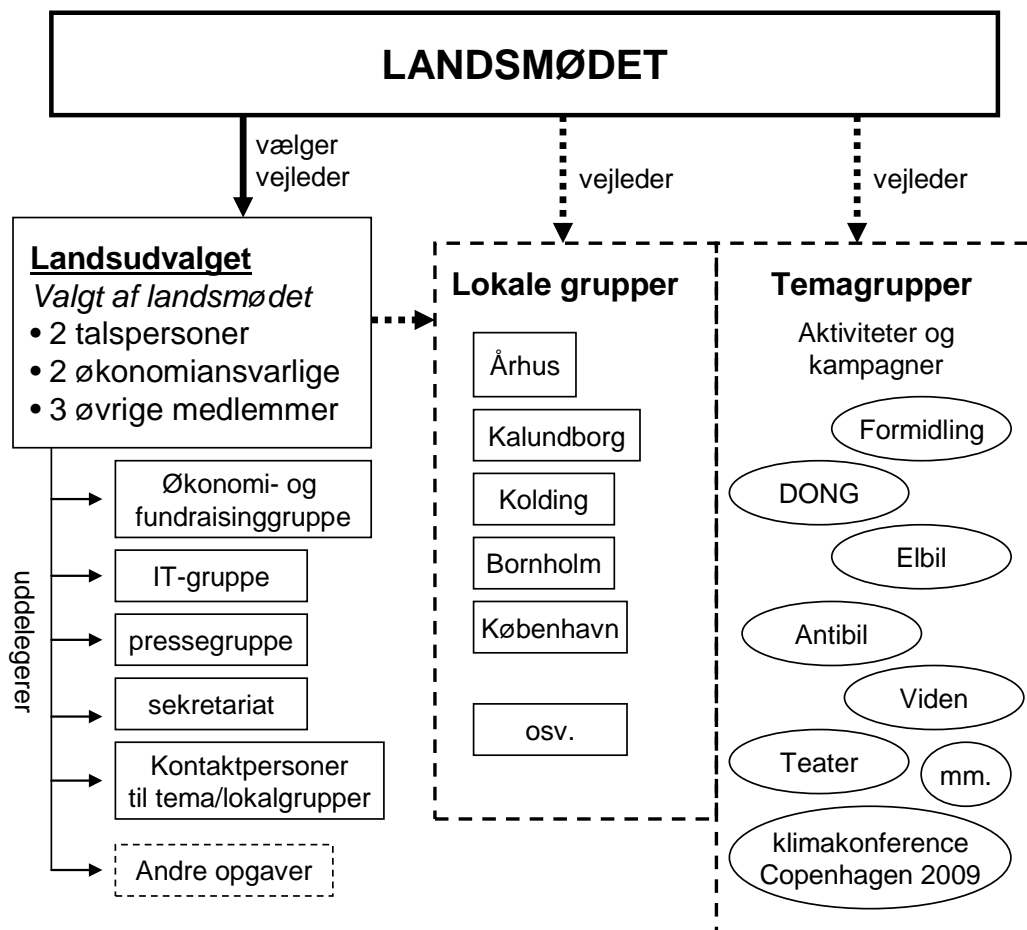 LANDSMØDET
vælger
vejleder
vejleder
vejleder
Landsudvalget
Valgt af landsmødet
• 2 talspersoner
• 2 økonomiansvarlige
• 3 øvrige medlemmer
uddelegerer
Økonomi- og
fundraisinggruppe
IT-gruppe
pressegruppe
sekretariat
Kontaktpersoner
til tema/lokalgrupper
Andre opgaver
Lokale grupper
Århus
Kalundborg
Kolding
Bornholm
København
osv.
Temagrupper
Aktiviteter og
kampagner
Formidling
DONG
Elbil
Antibil
Viden
Teater
mm.
klimakonference
Copenhagen 2009